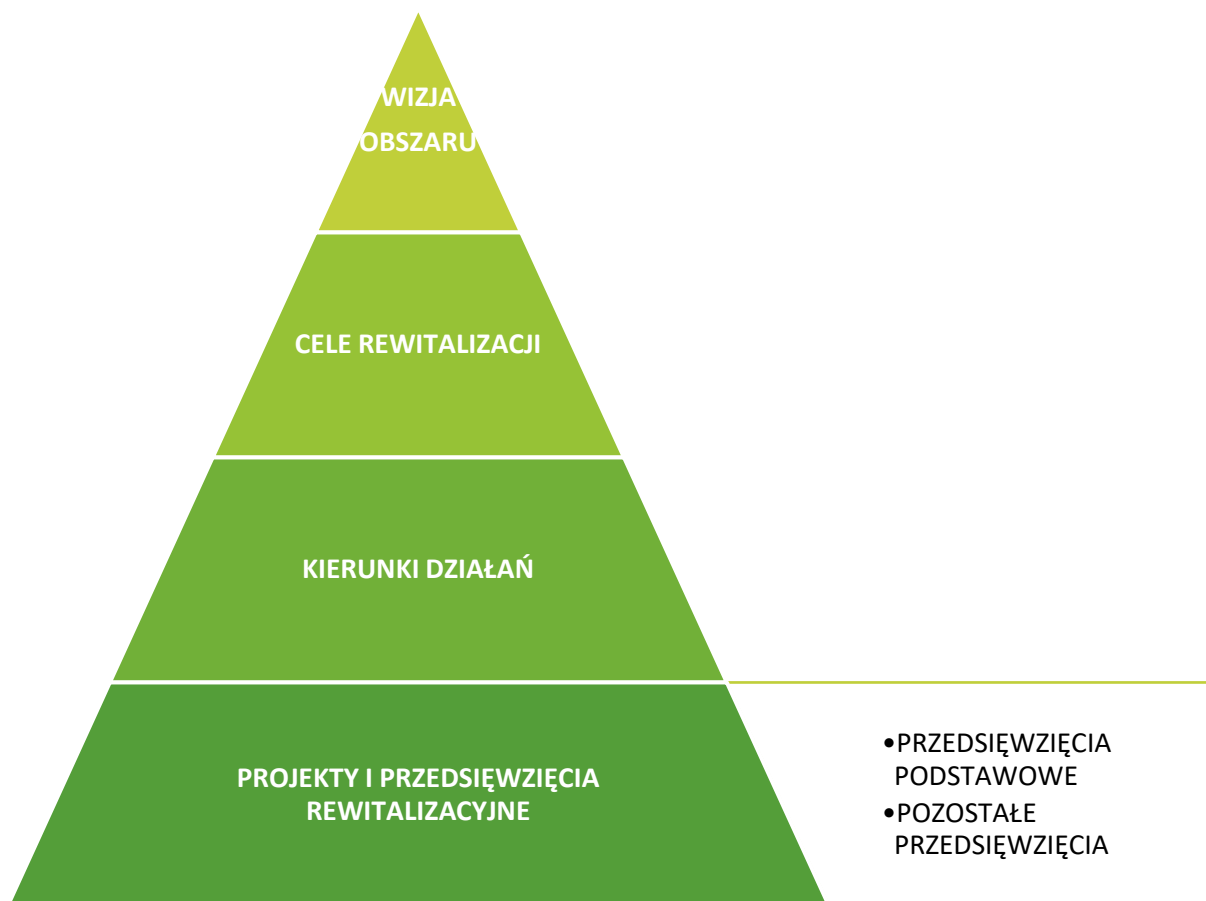 WIZJA
OBSZARU
CELE REWITALIZACJI
KIERUNKI DZIAŁAŃ
PROJEKTY I PRZEDSIĘWZIĘCIA
REWITALIZACYJNE
•PRZEDSIĘWZIĘCIA
PODSTAWOWE
•POZOSTAŁE
PRZEDSIĘWZIĘCIA